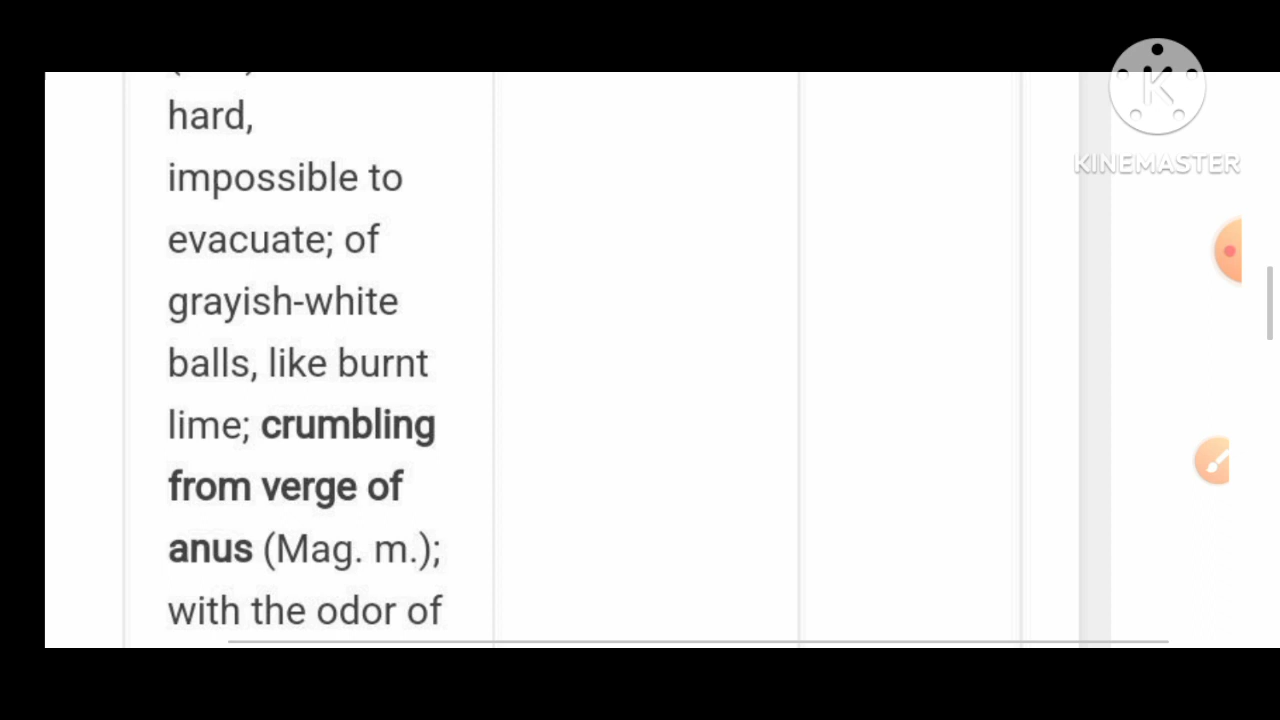 hard,
impossible to
evacuate; of
grayish-white
balls, like burnt
lime; crumbling
from verge of
anus (Mag. m.);
with the odor of
K
KINEMASTER